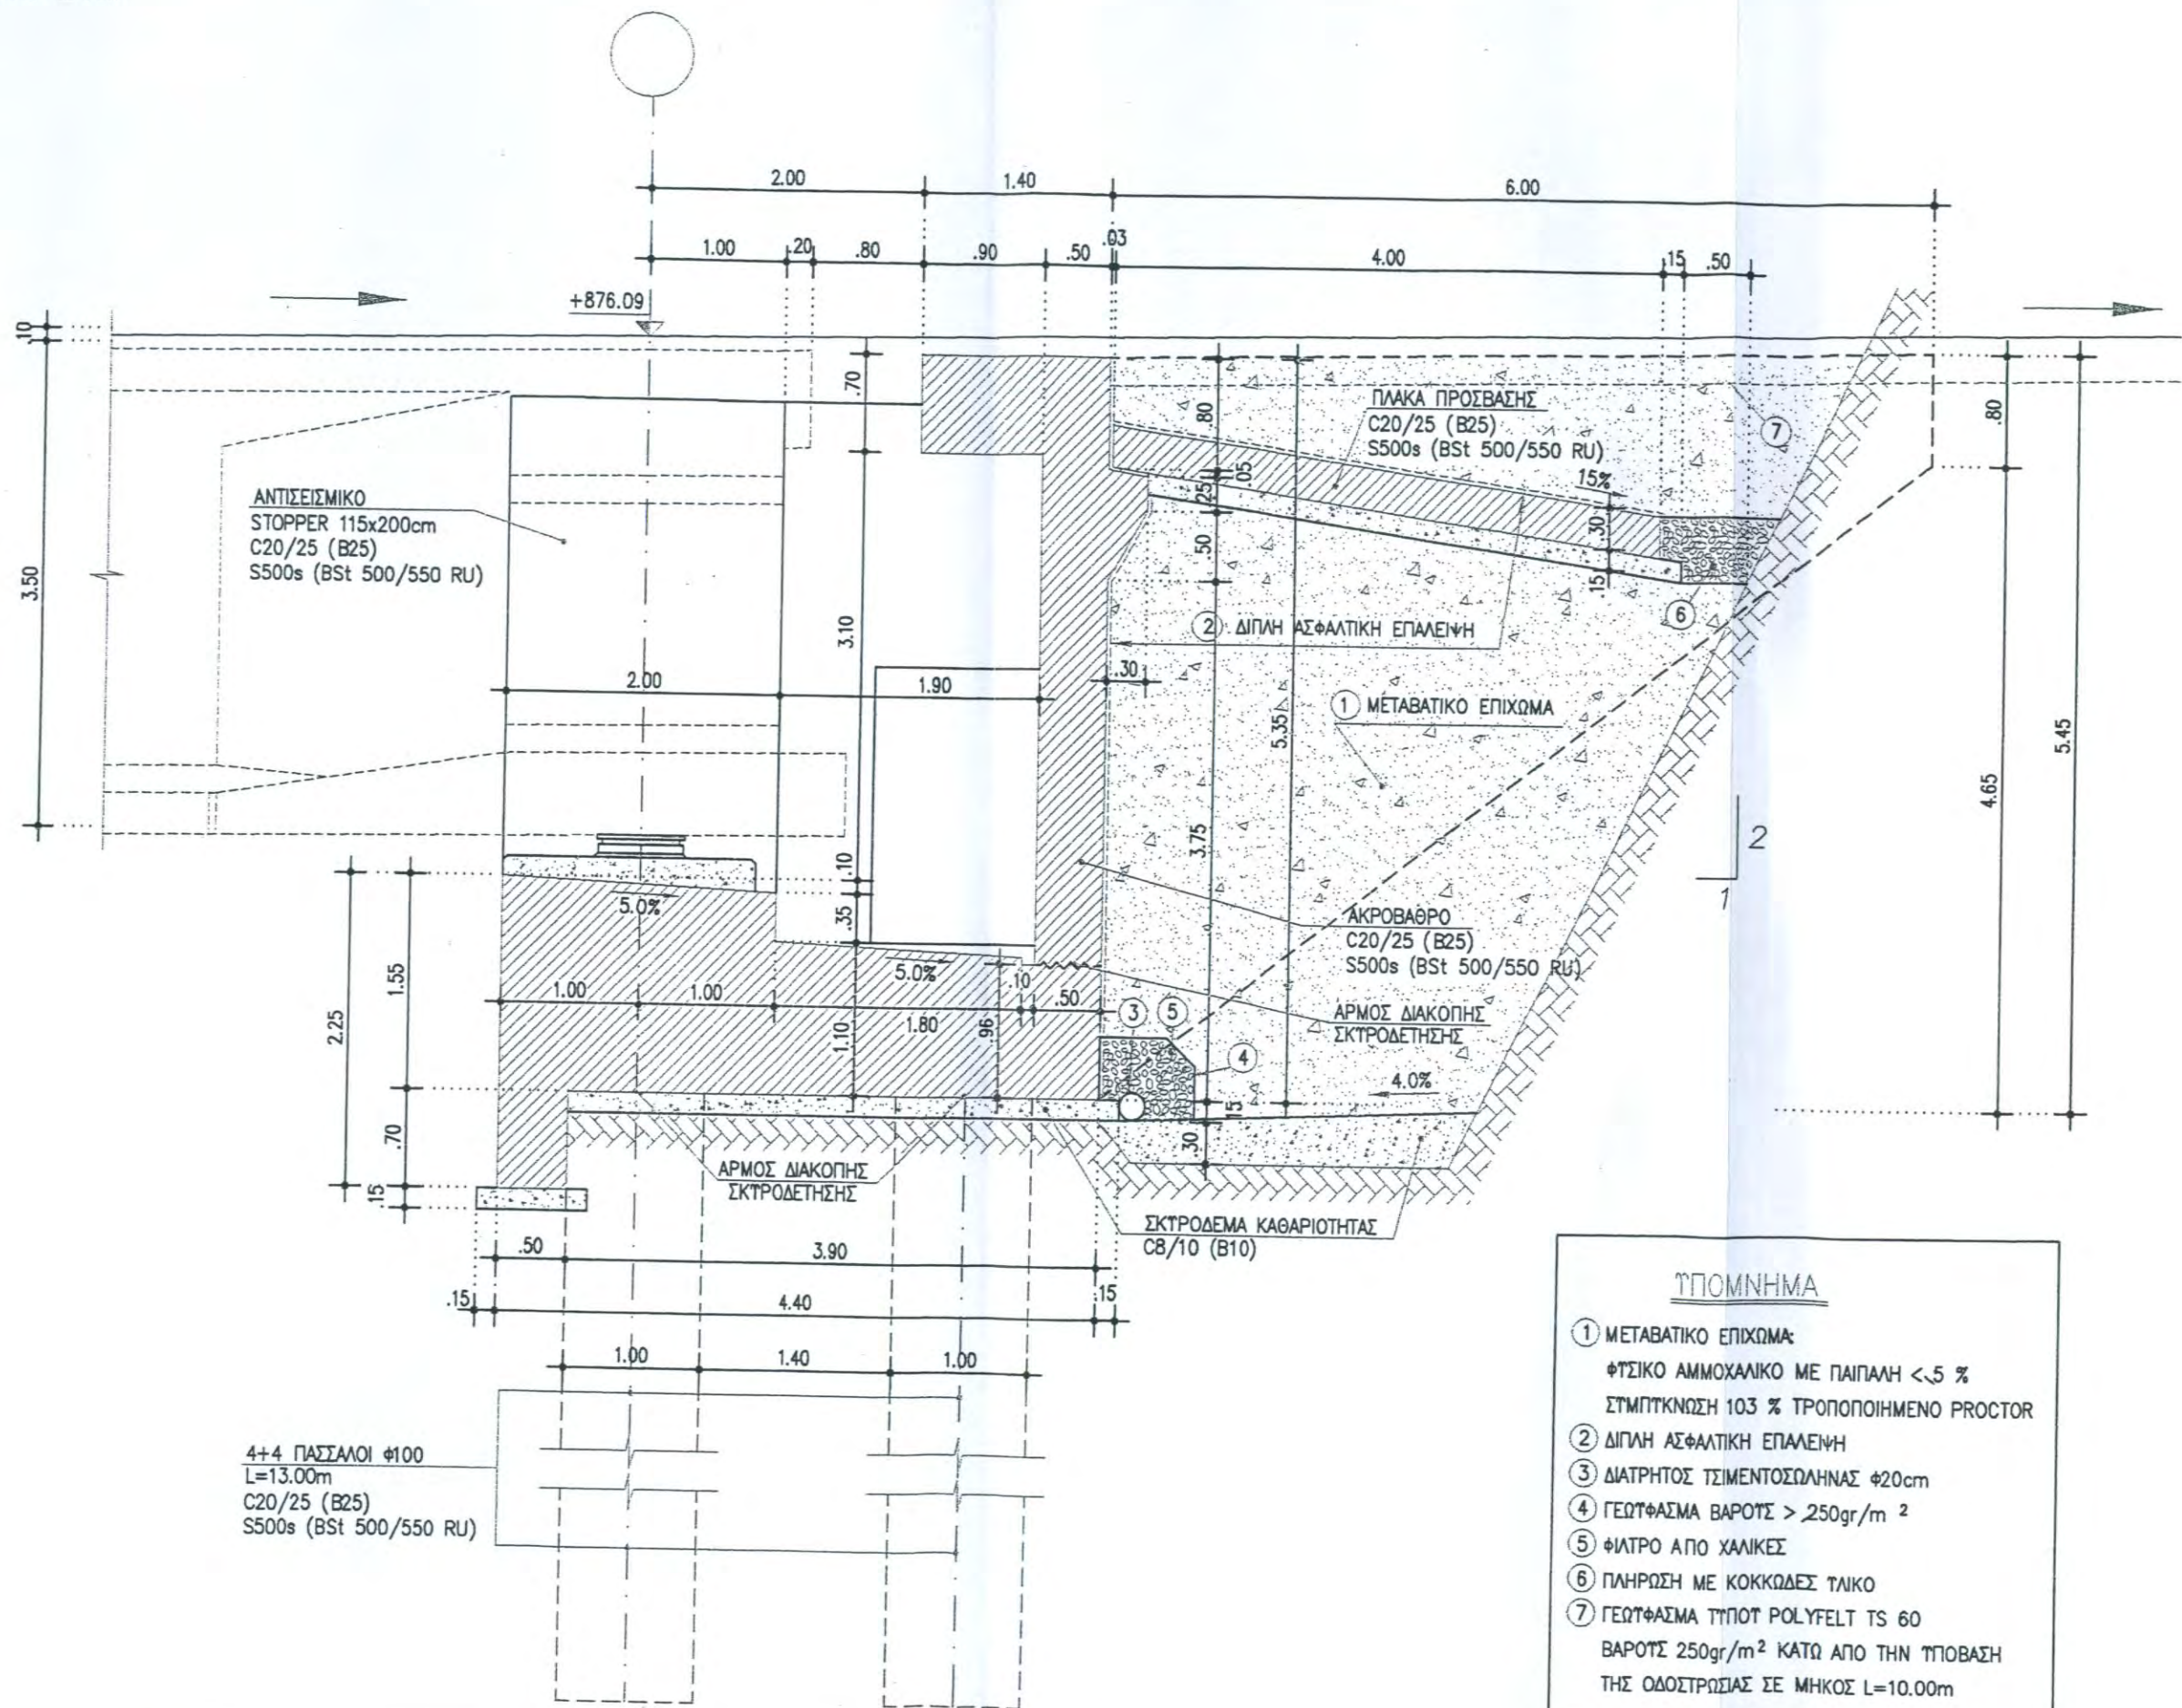 2.00
1.40
6.00
1.00
.20
.80
.90
.50
.03
4.00
.15
.50
+876.09
.10
3.50
.70
.80
ΠΛΑΚΑ ΠΡΟΣΒΑΣΗΣ
C20/25 (B25)
S500s (BSt 500/550 RU)
7
15%
.80
.25
.05
.30
.15
.50
6
ΑΝΤΙΣΕΙΣΜΙΚΟ
STOPPER 115x200cm
C20/25 (B25)
S500s (BSt 500/550 RU)
3.10
2 ΔΙΠΛΗ ΑΣΦΑΛΤΙΚΗ ΕΠΑΛΕΙΨΗ
2.00
1.90
.30
1 ΜΕΤΑΒΑΤΙΚΟ ΕΠΙΧΩΜΑ
5.35
5.45
4.65
3.75
2
1
.10
.35
5.0%
5.0%
ΑΚΡΟΒΑΘΡΟ
C20/25 (B25)
S500s (BSt 500/550 RU)
2.25
1.55
1.00
1.00
1.80
.10
.50
1.10
.96
3
5
4
ΑΡΜΟΣ ΔΙΑΚΟΠΗΣ
ΣΚΥΡΟΔΕΤΗΣΗΣ
4.0%
.15
.30
.70
.15
ΑΡΜΟΣ ΔΙΑΚΟΠΗΣ
ΣΚΥΡΟΔΕΤΗΣΗΣ
ΣΚΥΡΟΔΕΜΑ ΚΑΘΑΡΙΟΤΗΤΑΣ
C8/10 (B10)
.50
3.90
.15
4.40
.15
1.00
1.40
1.00
4+4 ΠΑΣΣΑΛΟΙ Φ100
L=13.00m
C20/25 (B25)
S500s (BSt 500/550 RU)
ΥΠΟΜΝΗΜΑ
1 ΜΕΤΑΒΑΤΙΚΟ ΕΠΙΧΩΜΑ:
ΦΥΣΙΚΟ ΑΜΜΟΧΑΛΙΚΟ ΜΕ ΠΑΙΠΑΛΗ < 5 %
ΣΥΜΠΥΚΝΩΣΗ 103 % ΤΡΟΠΟΠΟΙΗΜΕΝΟ PROCTOR
2 ΔΙΠΛΗ ΑΣΦΑΛΤΙΚΗ ΕΠΑΛΕΙΨΗ
3 ΔΙΑΤΡΗΤΟΣ ΤΣΙΜΕΝΤΟΣΩΛΗΝΑΣ Φ20cm
4 ΓΕΩΥΦΑΣΜΑ ΒΑΡΟΥΣ > 250gr/m ²
5 ΦΙΛΤΡΟ ΑΠΟ ΧΑΛΙΚΕΣ
6 ΠΛΗΡΩΣΗ ΜΕ ΚΟΚΚΩΔΕΣ ΥΛΙΚΟ
7 ΓΕΩΥΦΑΣΜΑ ΤΥΠΟΥ POLYFELT TS 60
ΒΑΡΟΥΣ 250gr/m² ΚΑΤΩ ΑΠΟ ΤΗΝ ΥΠΟΒΑΣΗ
ΤΗΣ ΟΔΟΣΤΡΩΣΙΑΣ ΣΕ ΜΗΚΟΣ L=10.00m